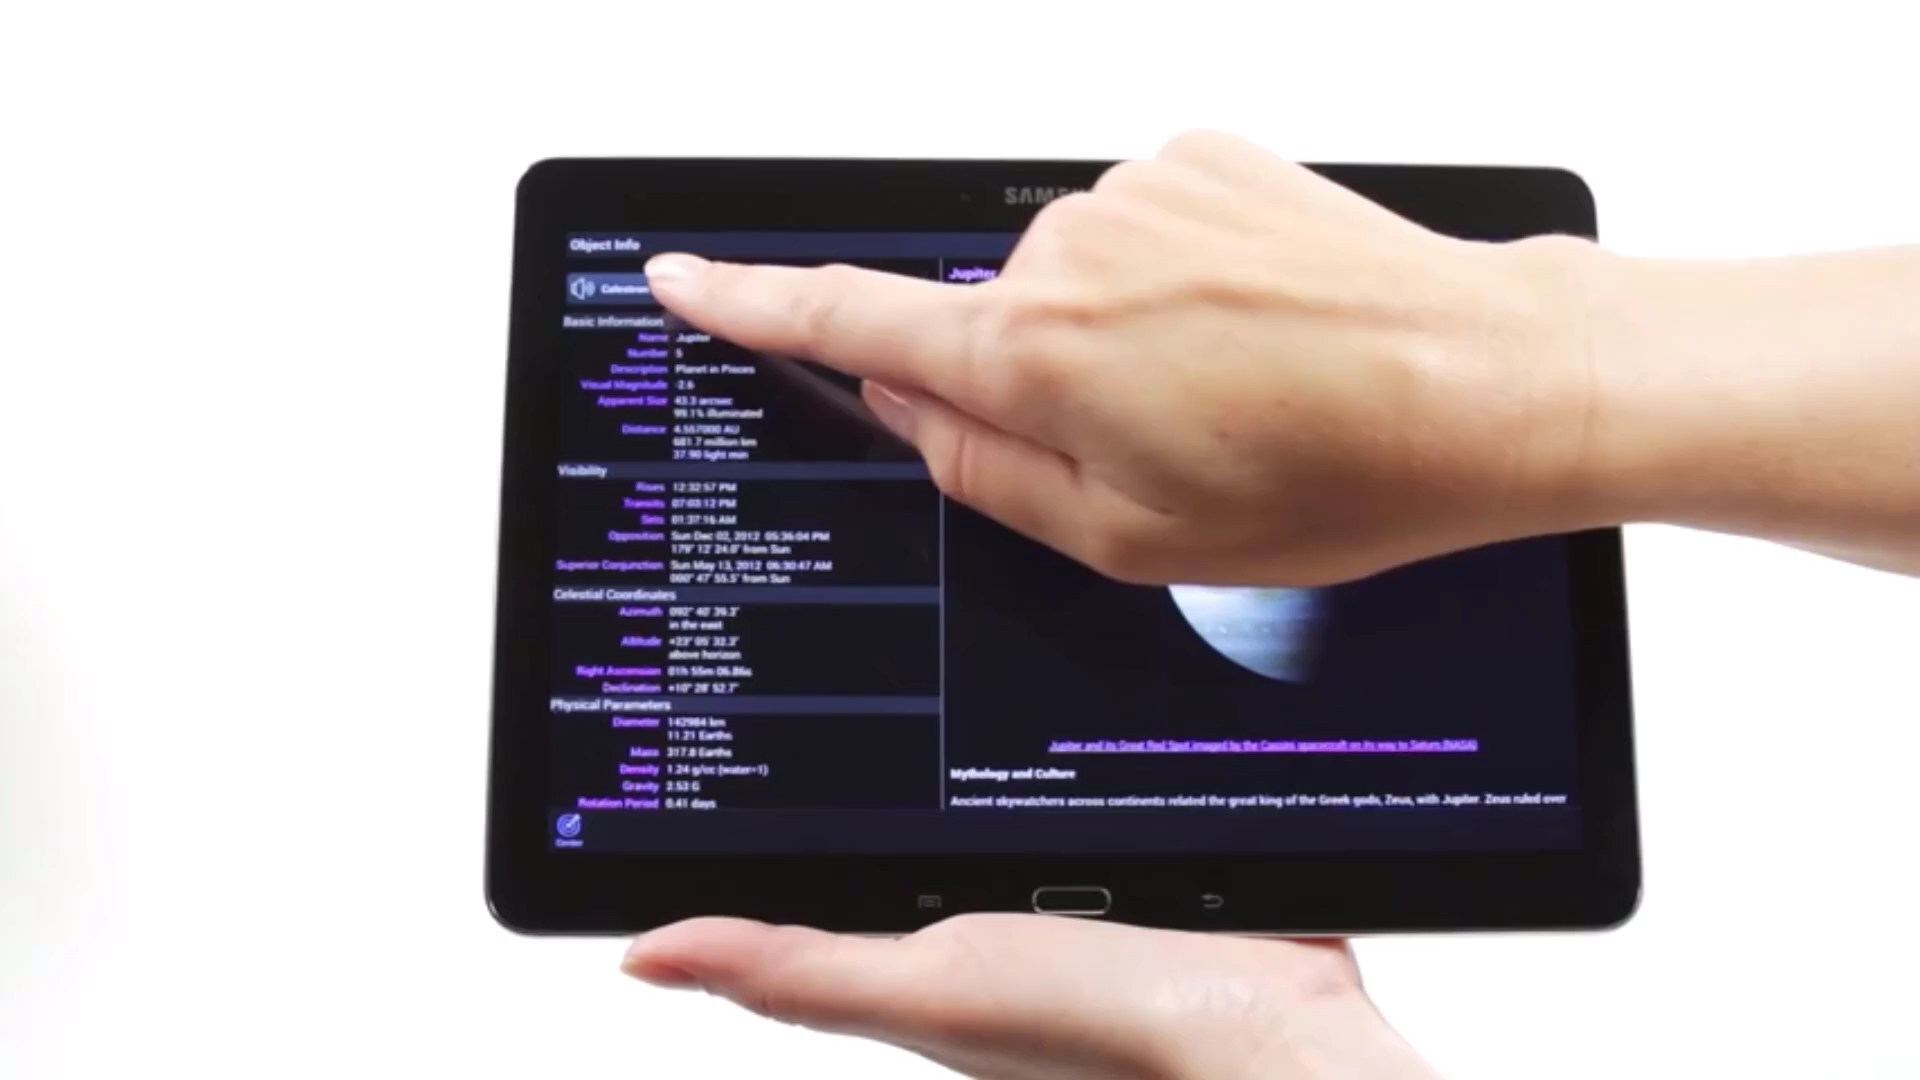 SAMS
Object Info
Celestron
Jupiter
Basic Information
Name Jupiter
Number 5
Description Planet in Pisces
Visual Magnitude -2.6
Apparent Size 43.3 arcsec
99.1% illuminated
Distance 4.557000 AU
681.7 million km
37.90 light min
Visibility
Rises 12:32:57 PM
Transits 07:03:12 PM
Sets 01:37:16 AM
Opposition Sun Dec 02, 2012 05:36:04 PM
179° 12' 24.0" from Sun
Superior Conjunction Sun May 13, 2012 06:30:47 AM
000° 47' 55.5" from Sun
Celestial Coordinates
Azimuth 092° 40' 39.3"
in the east
Altitude +23° 05' 32.3"
above horizon
Right Ascension 01h 55m 06.86s
Declination +10° 28' 52.7"
Physical Parameters
Diameter 142984 km
11.21 Earths
Mass 317.8 Earths
Density 1.24 g/cc (water=1)
Gravity 2.53 G
Rotation Period 0.41 days
Jupiter and its Great Red Spot imaged by the Cassini spacecraft on its way to Saturn (NASA)
Mythology and Culture
Ancient skywatchers across continents related the great king of the Greek gods, Zeus, with Jupiter. Zeus ruled over
Center